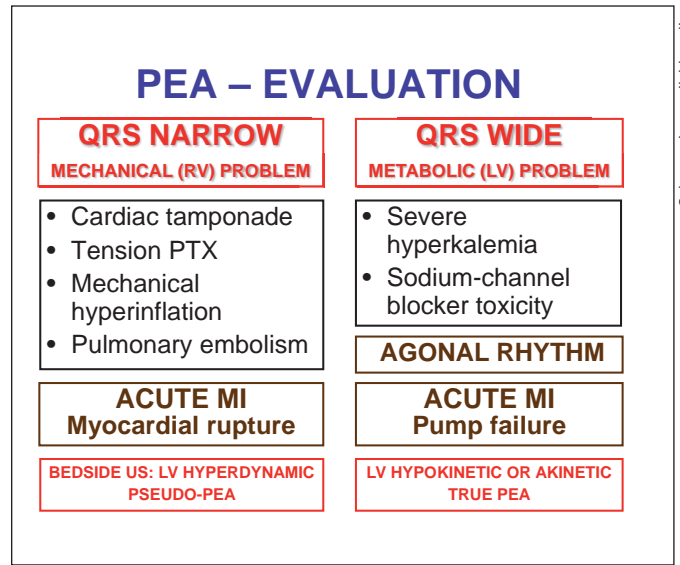 PEA – EVALUATION
QRS NARROW
MECHANICAL (RV) PROBLEM
• Cardiac tamponade
• Tension PTX
• Mechanical
hyperinflation
• Pulmonary embolism
ACUTE MI
Myocardial rupture
BEDSIDE US: LV HYPERDYNAMIC
PSEUDO-PEA
QRS WIDE
METABOLIC (LV) PROBLEM
• Severe
hyperkalemia
• Sodium-channel
blocker toxicity
AGONAL RHYTHM
ACUTE MI
Pump failure
LV HYPOKINETIC OR AKINETIC
TRUE PEA